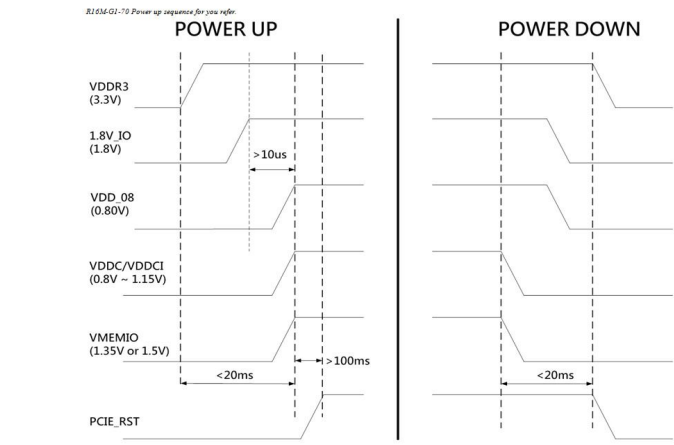 R16M-G1-70 Power up sequence for you refer.
POWER UP
POWER DOWN
VDDR3
(3.3V)
1.8V_IO
(1.8V)
>10us
VDD_08
(0.80V)
VDDC/VDDCI
(0.8V ~ 1.15V)
VMEMIO
(1.35V or 1.5V)
>100ms
<20ms
<20ms
PCIE_RST